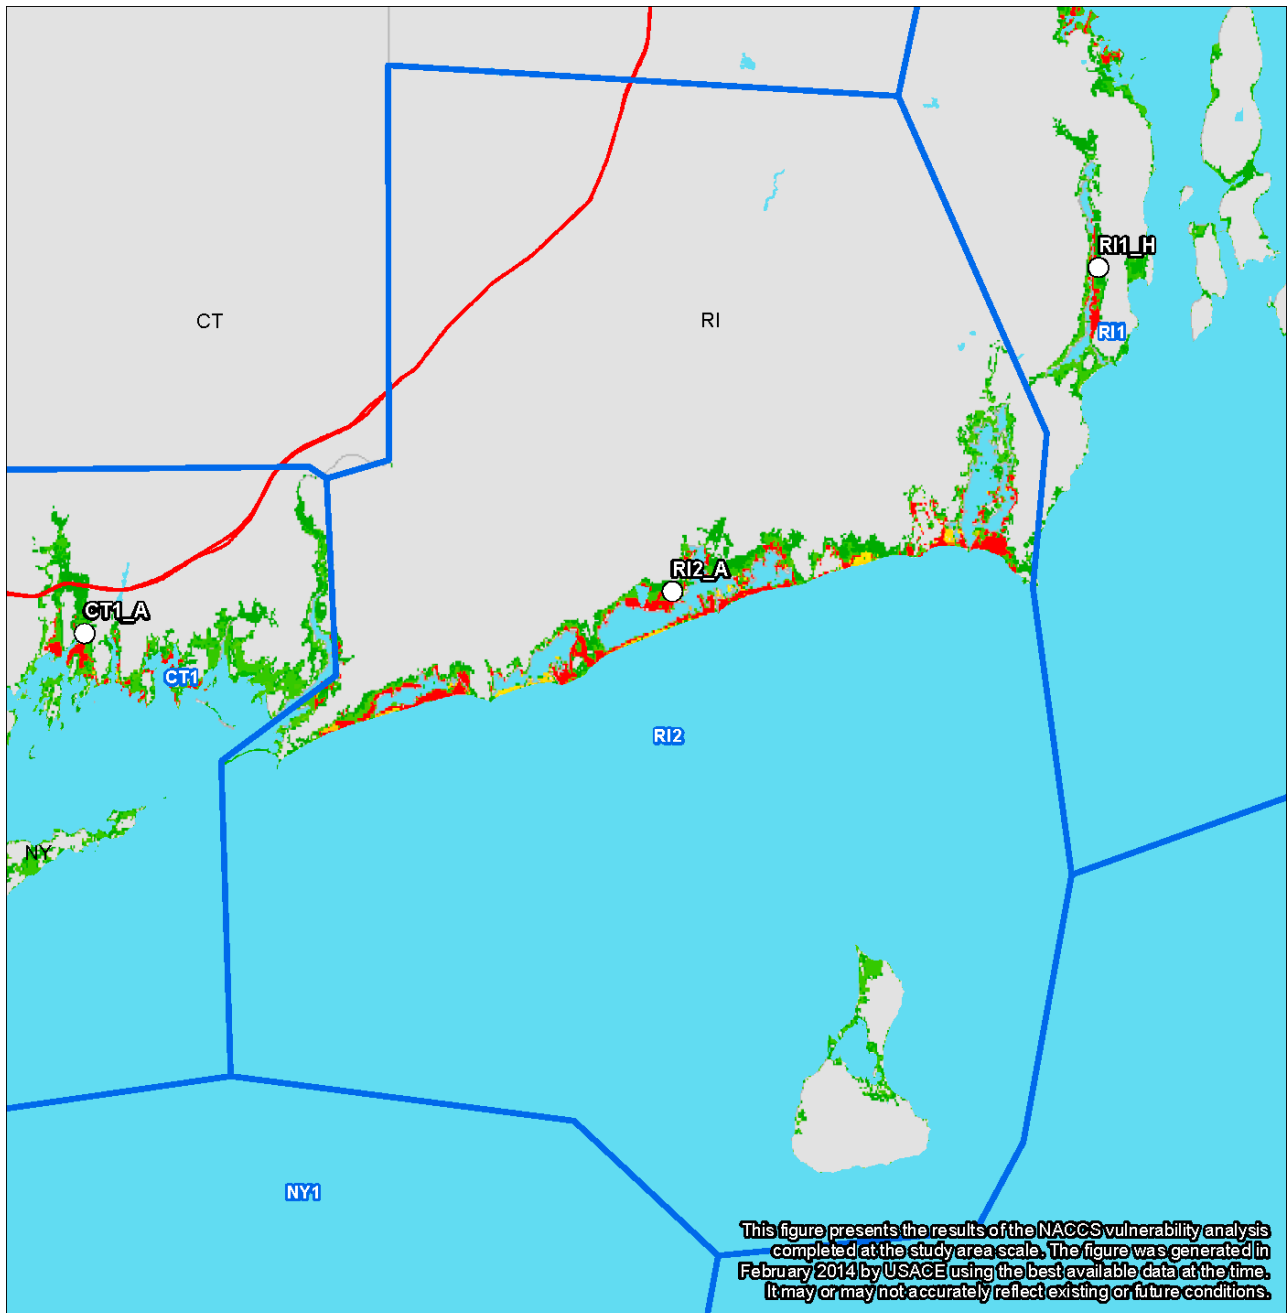 RI1_H
CT
RI
RI1
RI2_A
CT1_A
CT1
RI2
NY
NY1
This figure presents the results of the NACCS vulnerability analysis
completed at the study area scale. The figure was generated in
February 2014 by USACE using the best available data at the time.
It may or may not accurately reflect existing or future conditions.